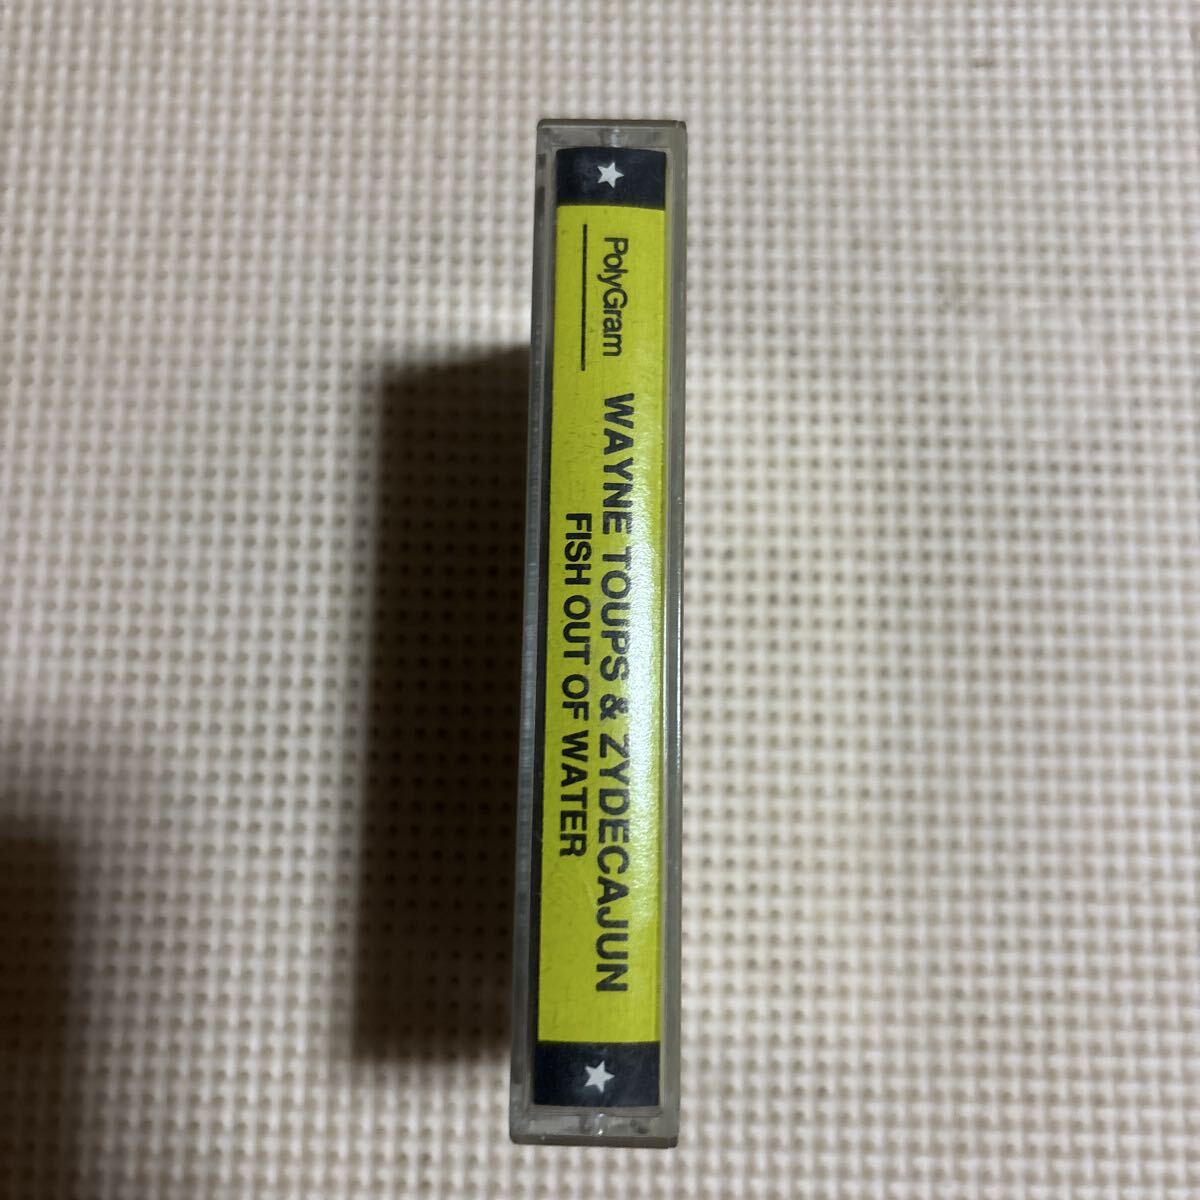 PolyGram
WAYNE TOUPS & ZYDECAJUN
FISH OUT OF WATER